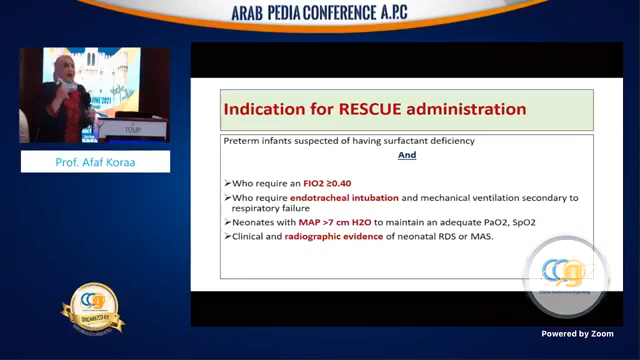 ARAB PEDIA CONFERENCE A.P.C
Indication for RESCUE administration
Preterm infants suspected of having surfactant deficiency
And
➢Who require an FIO2 ≥0.40
➢Who require endotracheal intubation and mechanical ventilation secondary to
respiratory failure
➢Neonates with MAP >7 cm H2O to maintain an adequate PaO2, SpO2
➢Clinical and radiographic evidence of neonatal RDS or MAS.
TOLIP
Prof. Afaf Koraa
ORGANIZED BY
Powered by Zoom